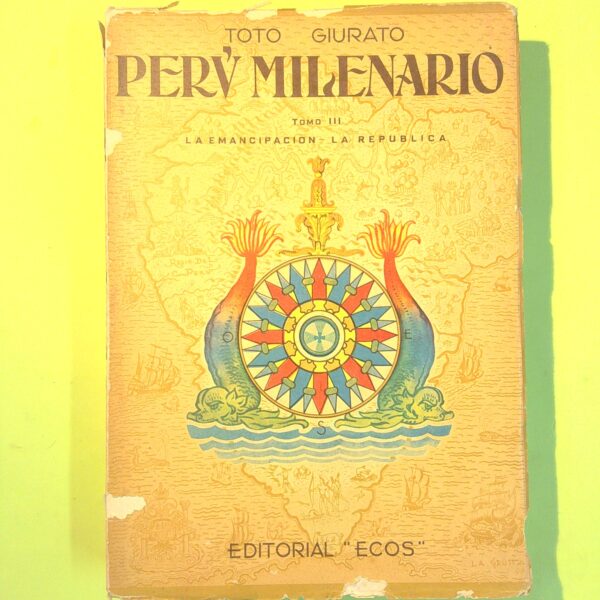 TOTO GIURATO
PERV' MILENARIO
TOMO III
LA EMANCIPACION - LA REPUBLICA
O
E
S
EDITORIAL "ECOS"